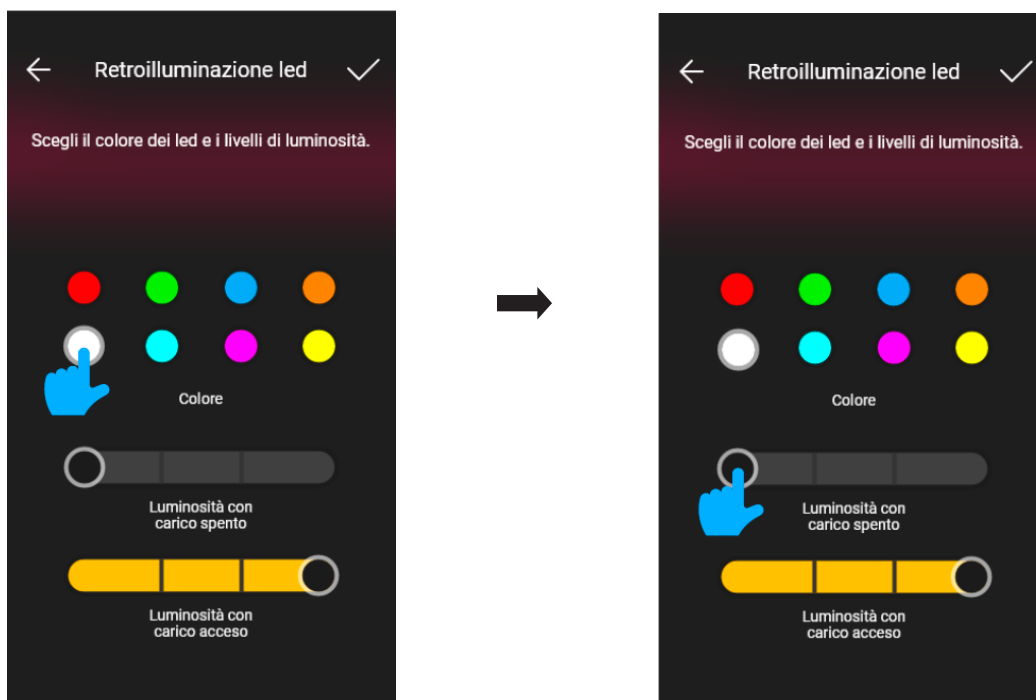 Retroilluminazione led
Scegli il colore dei led e i livelli di luminosità.
Colore
Luminosità con
carico spento
Luminosità con
carico acceso
Retroilluminazione led
Scegli il colore dei led e i livelli di luminosità.
Colore
Luminosità con
carico spento
Luminosità con
carico acceso